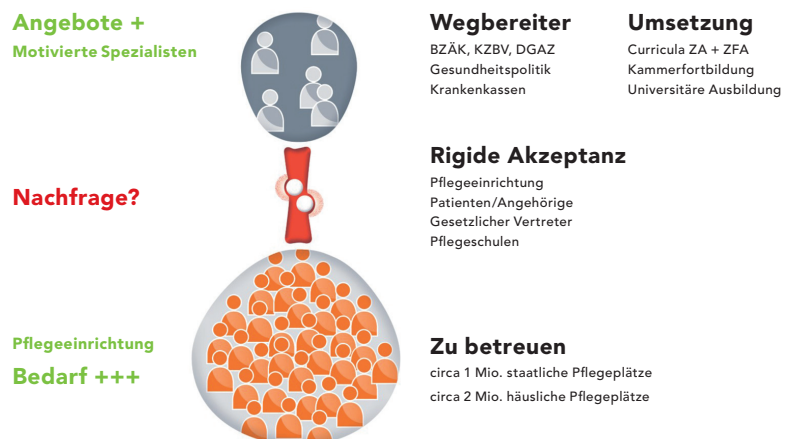 Angebote +
Motivierte Spezialisten
Wegbereiter
BZÄK, KZBV, DGAZ
Gesundheitspolitik
Krankenkassen
Umsetzung
Curricula ZA + ZFA
Kammerfortbildung
Universitäre Ausbildung
Nachfrage?
Rigide Akzeptanz
Pflegeeinrichtung
Patienten/Angehörige
Gesetzlicher Vertreter
Pflegeschulen
Pflegeeinrichtung
Bedarf +++
Zu betreuen
circa 1 Mio. staatliche Pflegeplätze
circa 2 Mio. häusliche Pflegeplätze